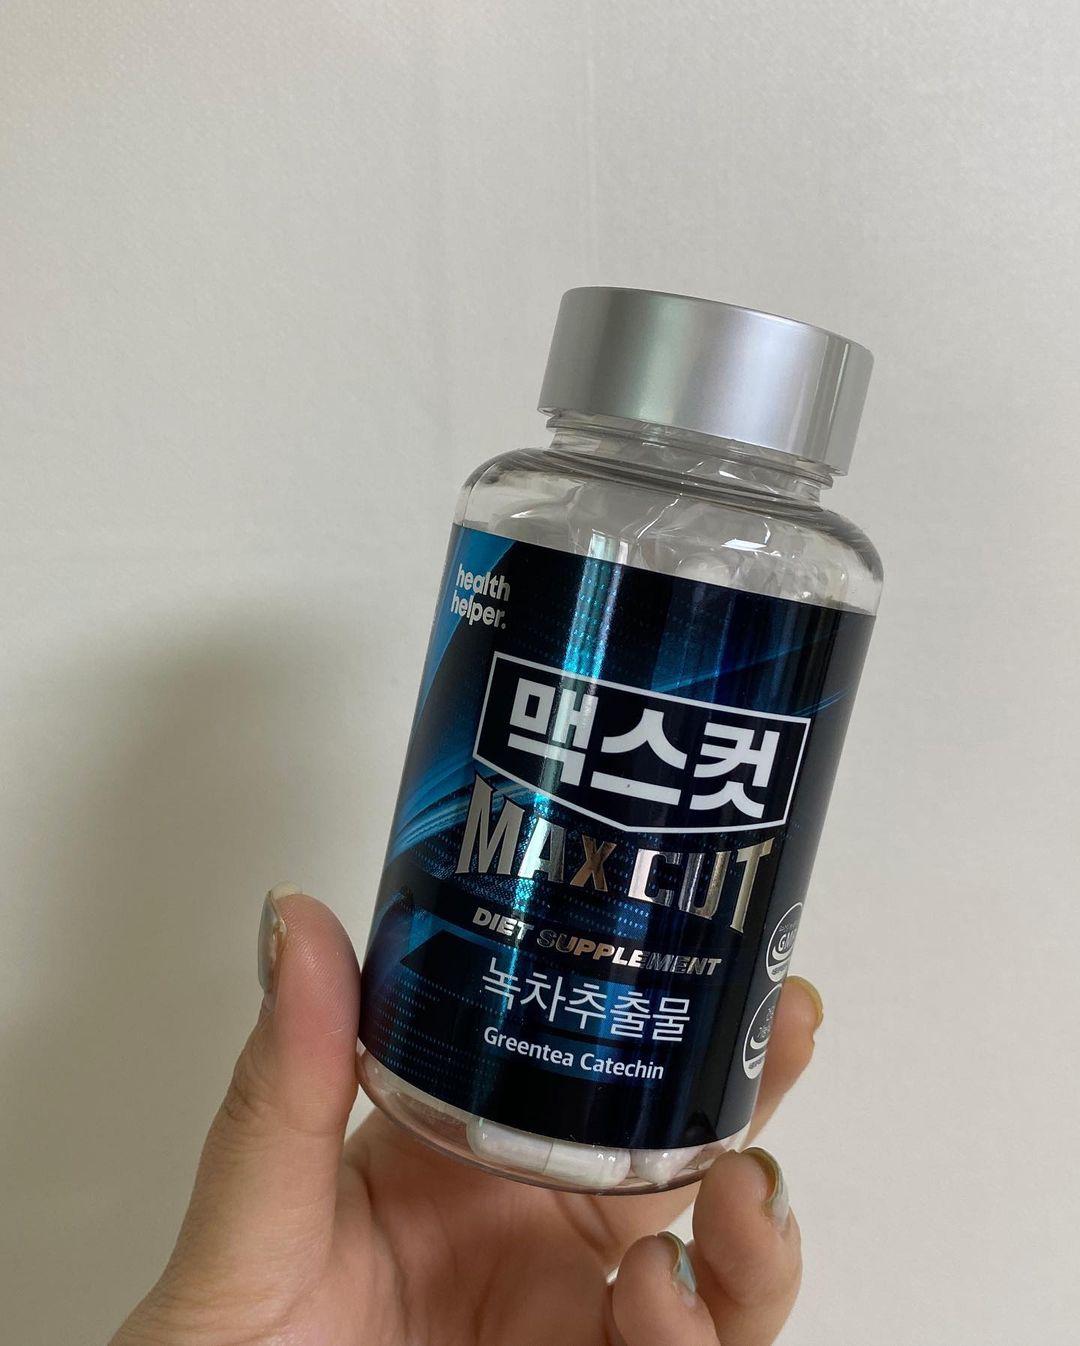 health
helper.
맥스컷
MAX CUT
DIET SUPPLEMENT
녹차추출물
Greentea Catechin
GMP